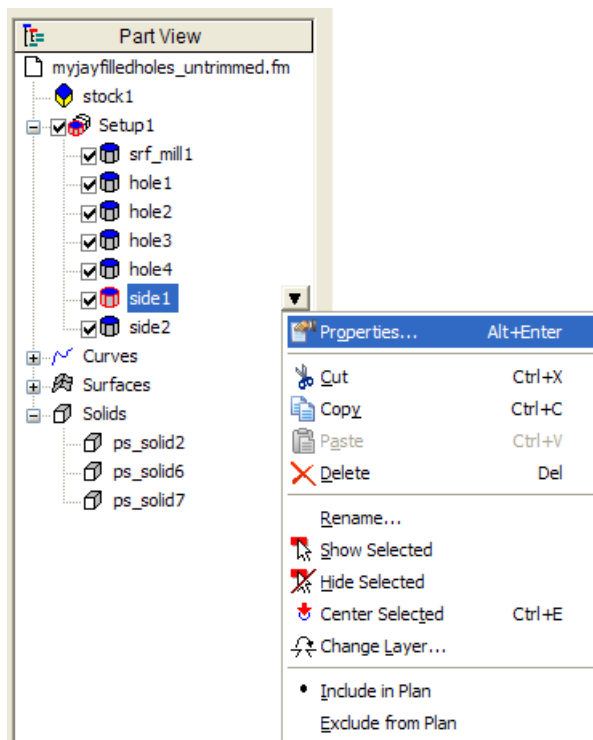 Part View
myjayfilledholes_untrimmed.fm
stock1
Setup1
srf_mill1
hole1
hole2
hole3
hole4
side1
side2
Curves
Surfaces
Solids
ps_solid2
ps_solid6
ps_solid7
Properties... Alt+Enter
Cut Ctrl+X
Copy Ctrl+C
Paste Ctrl+V
Delete Del
Rename...
Show Selected
Hide Selected
Center Selected Ctrl+E
Change Layer...
Include in Plan
Exclude from Plan